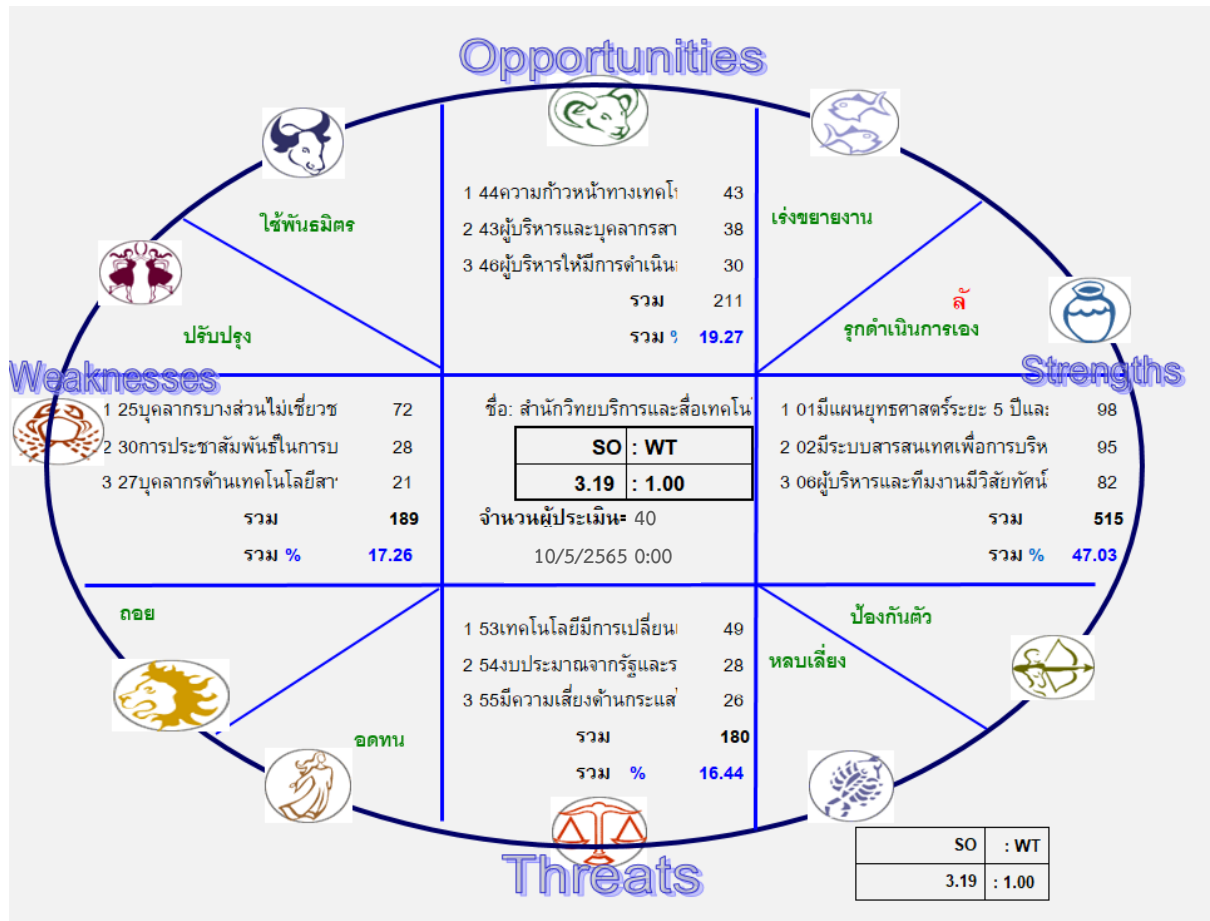 Opportunities
1 44ความก้าวหน้าทางเทคโ 43
2 43ผู้บริหารและบุคลากรสา 38
3 46ผู้บริหารให้มีการดำเนิน 30
รวม 211
รวม % 19.27
ใช้พันธมิตร
ปรับปรุง
เร่งขยายงาน
ลั
รุกดำเนินการเอง
Weaknesses
1 25บุคลากรบางส่วนไม่เชี่ยวช 72
2 30การประชาสัมพันธ์ในการบ 28
3 27บุคลากรด้านเทคโนโลยีสา 21
รวม 189
รวม % 17.26
ชื่อ: สำนักวิทยบริการและสื่อเทคโน
SO : WT
3.19 : 1.00
จำนวนผู้ประเมิน= 40
10/5/2565 0:00
Strengths
1 01มีแผนยุทธศาสตร์ระยะ 5 ปีและ 98
2 02มีระบบสารสนเทศเพื่อการบริห 95
3 06ผู้บริหารและทีมงานมีวิสัยทัศน์ 82
รวม 515
รวม % 47.03
ถอย
อดทน
1 53เทคโนโลยีมีการเปลี่ยนแ 49
2 54งบประมาณจากรัฐและร 28
3 55มีความเสี่ยงด้านกระแส 26
รวม 180
รวม % 16.44
ป้องกันตัว
หลบเลี่ยง
Threats
SO : WT
3.19 : 1.00